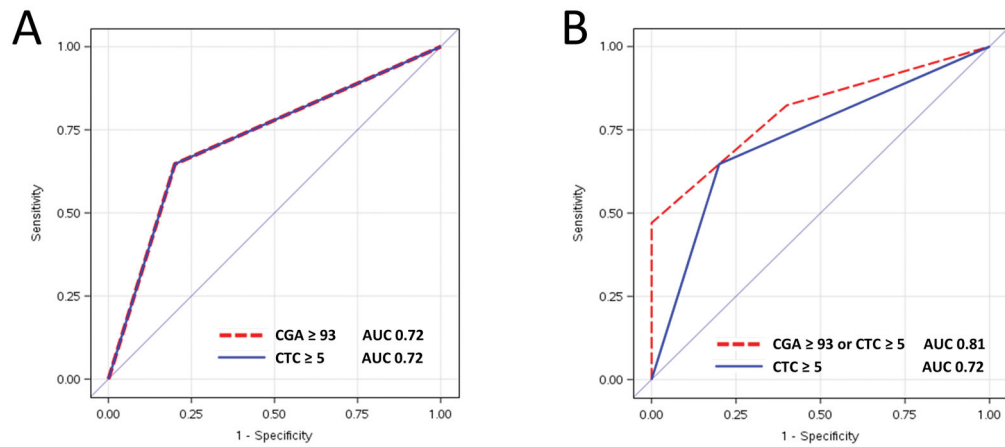 A
1.00
0.75
0.50
0.25
0.00
Sensitivity
CGA ≥ 93 AUC 0.72
CTC ≥ 5 AUC 0.72
0.00 0.25 0.50 0.75 1.00
1 - Specificity
B
1.00
0.75
0.50
0.25
0.00
Sensitivity
CGA ≥ 93 or CTC ≥ 5 AUC 0.81
CTC ≥ 5 AUC 0.72
0.00 0.25 0.50 0.75 1.00
1 - Specificity